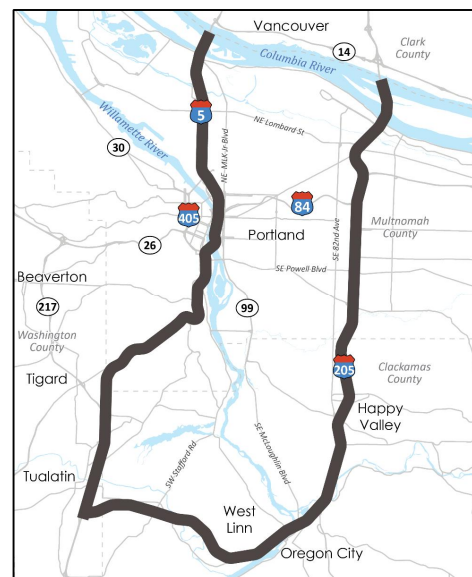 Vancouver
14
Clark
County
Columbia River
Willamette River
5
NE Lombard St
30
NE MLK Jr Blvd
405
84
26
Portland
Multnomah
County
SE 82nd Ave
Beaverton
SE Powell Blvd
217
99
Washington
County
205
Clackamas
County
Tigard
Happy
Valley
SW Stafford Rd
SE McLoughlin Blvd
Tualatin
West
Linn
Oregon City